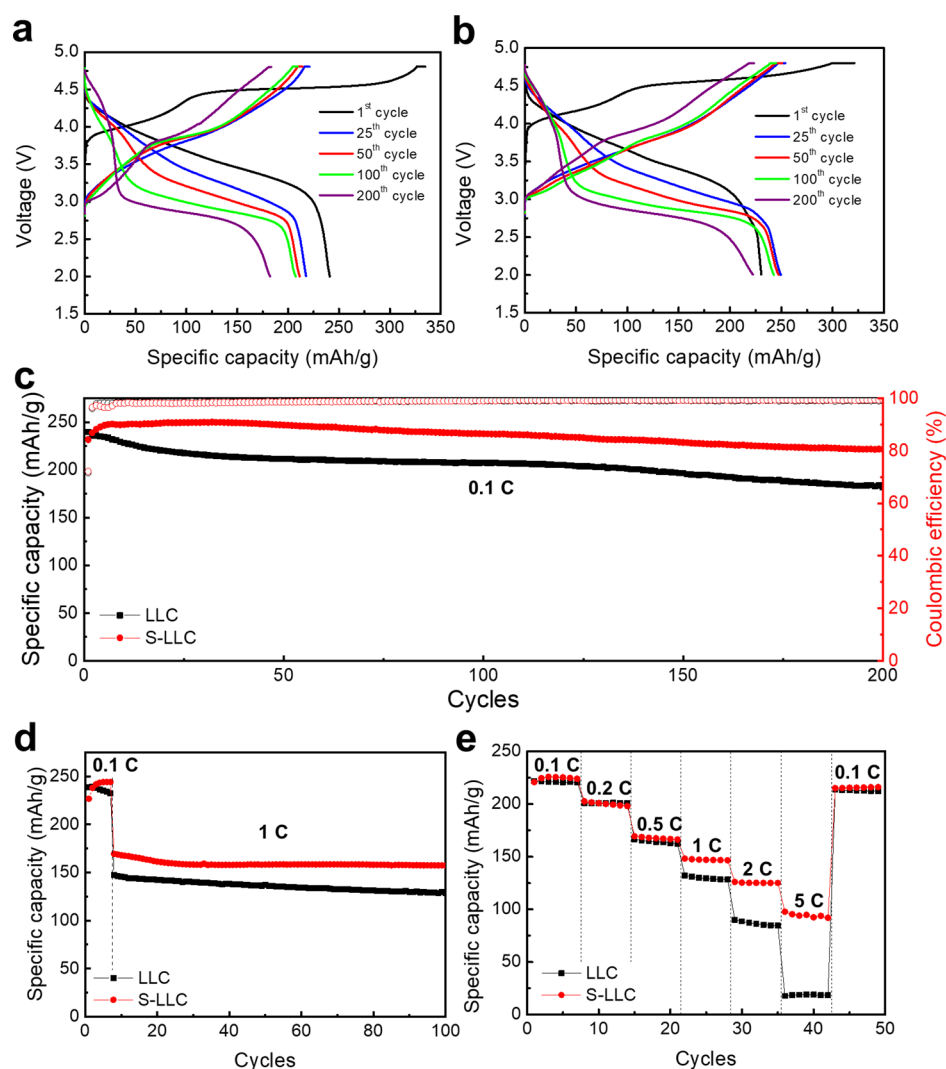 a
5.0
4.5
4.0
3.5
3.0
2.5
2.0
1.5
Voltage (V)
1st cycle
25th cycle
50th cycle
100th cycle
200th cycle
0 50 100 150 200 250 300 350
Specific capacity (mAh/g)
b
5.0
4.5
4.0
3.5
3.0
2.5
2.0
1.5
Voltage (V)
1st cycle
25th cycle
50th cycle
100th cycle
200th cycle
0 50 100 150 200 250 300 350
Specific capacity (mAh/g)
c
250
200
150
100
50
0
Specific capacity (mAh/g)
0.1 C
LLC
S-LLC
100
80
60
40
20
0
Coulombic efficiency (%)
0 50 100 150 200
Cycles
d
250
200
150
100
50
0
Specific capacity (mAh/g)
0.1 C
1 C
LLC
S-LLC
0 20 40 60 80 100
Cycles
e
250
200
150
100
50
0
Specific capacity (mAh/g)
0.1 C
0.2 C
0.5 C
1 C
2 C
5 C
0.1 C
LLC
S-LLC
0 10 20 30 40 50
Cycles